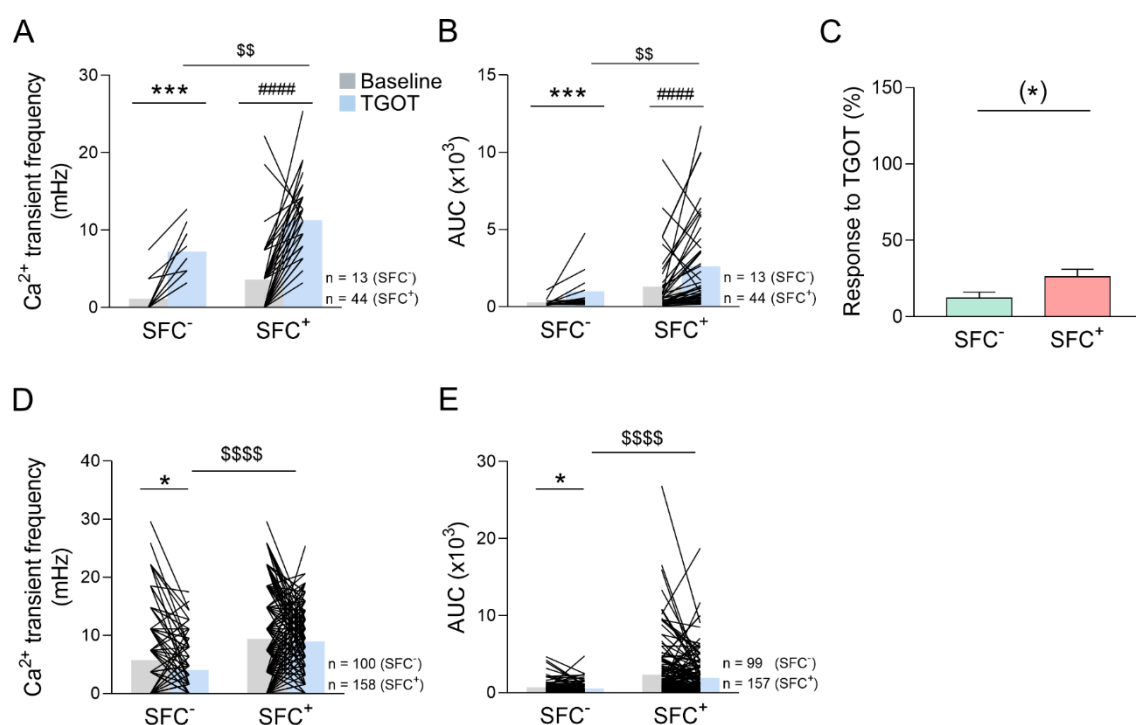 A
Ca²⁺ transient frequency
(mHz)
30
20
10
0
$$
***
####
Baseline
TGOT
n = 13 (SFC⁻)
n = 44 (SFC⁺)
SFC⁻
SFC⁺
B
AUC (x10³)
15
10
5
0
$$
***
####
n = 13 (SFC⁻)
n = 44 (SFC⁺)
SFC⁻
SFC⁺
C
Response to TGOT (%)
150
100
50
0
(*)
SFC⁻
SFC⁺
D
Ca²⁺ transient frequency
(mHz)
40
30
20
10
0
$$$$
*
n = 100 (SFC⁻)
n = 158 (SFC⁺)
SFC⁻
SFC⁺
E
AUC (x10³)
30
20
10
0
$$$$
*
n = 99 (SFC⁻)
n = 157 (SFC⁺)
SFC⁻
SFC⁺